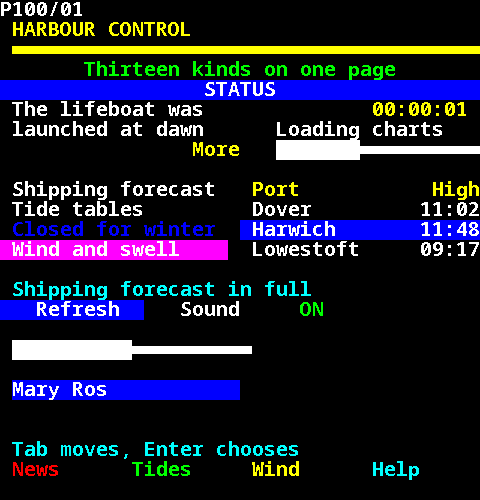 P100/01
HARBOUR CONTROL
Thirteen kinds on one page
STATUS
The lifeboat was 00:00:01
launched at dawn Loading charts
More
Shipping forecast Port High
Tide tables Dover 11:02
Closed for winter Harwich 11:48
Wind and swell Lowestoft 09:17
Shipping forecast in full
Refresh Sound ON
Mary Ros
Tab moves, Enter chooses
News Tides Wind Help